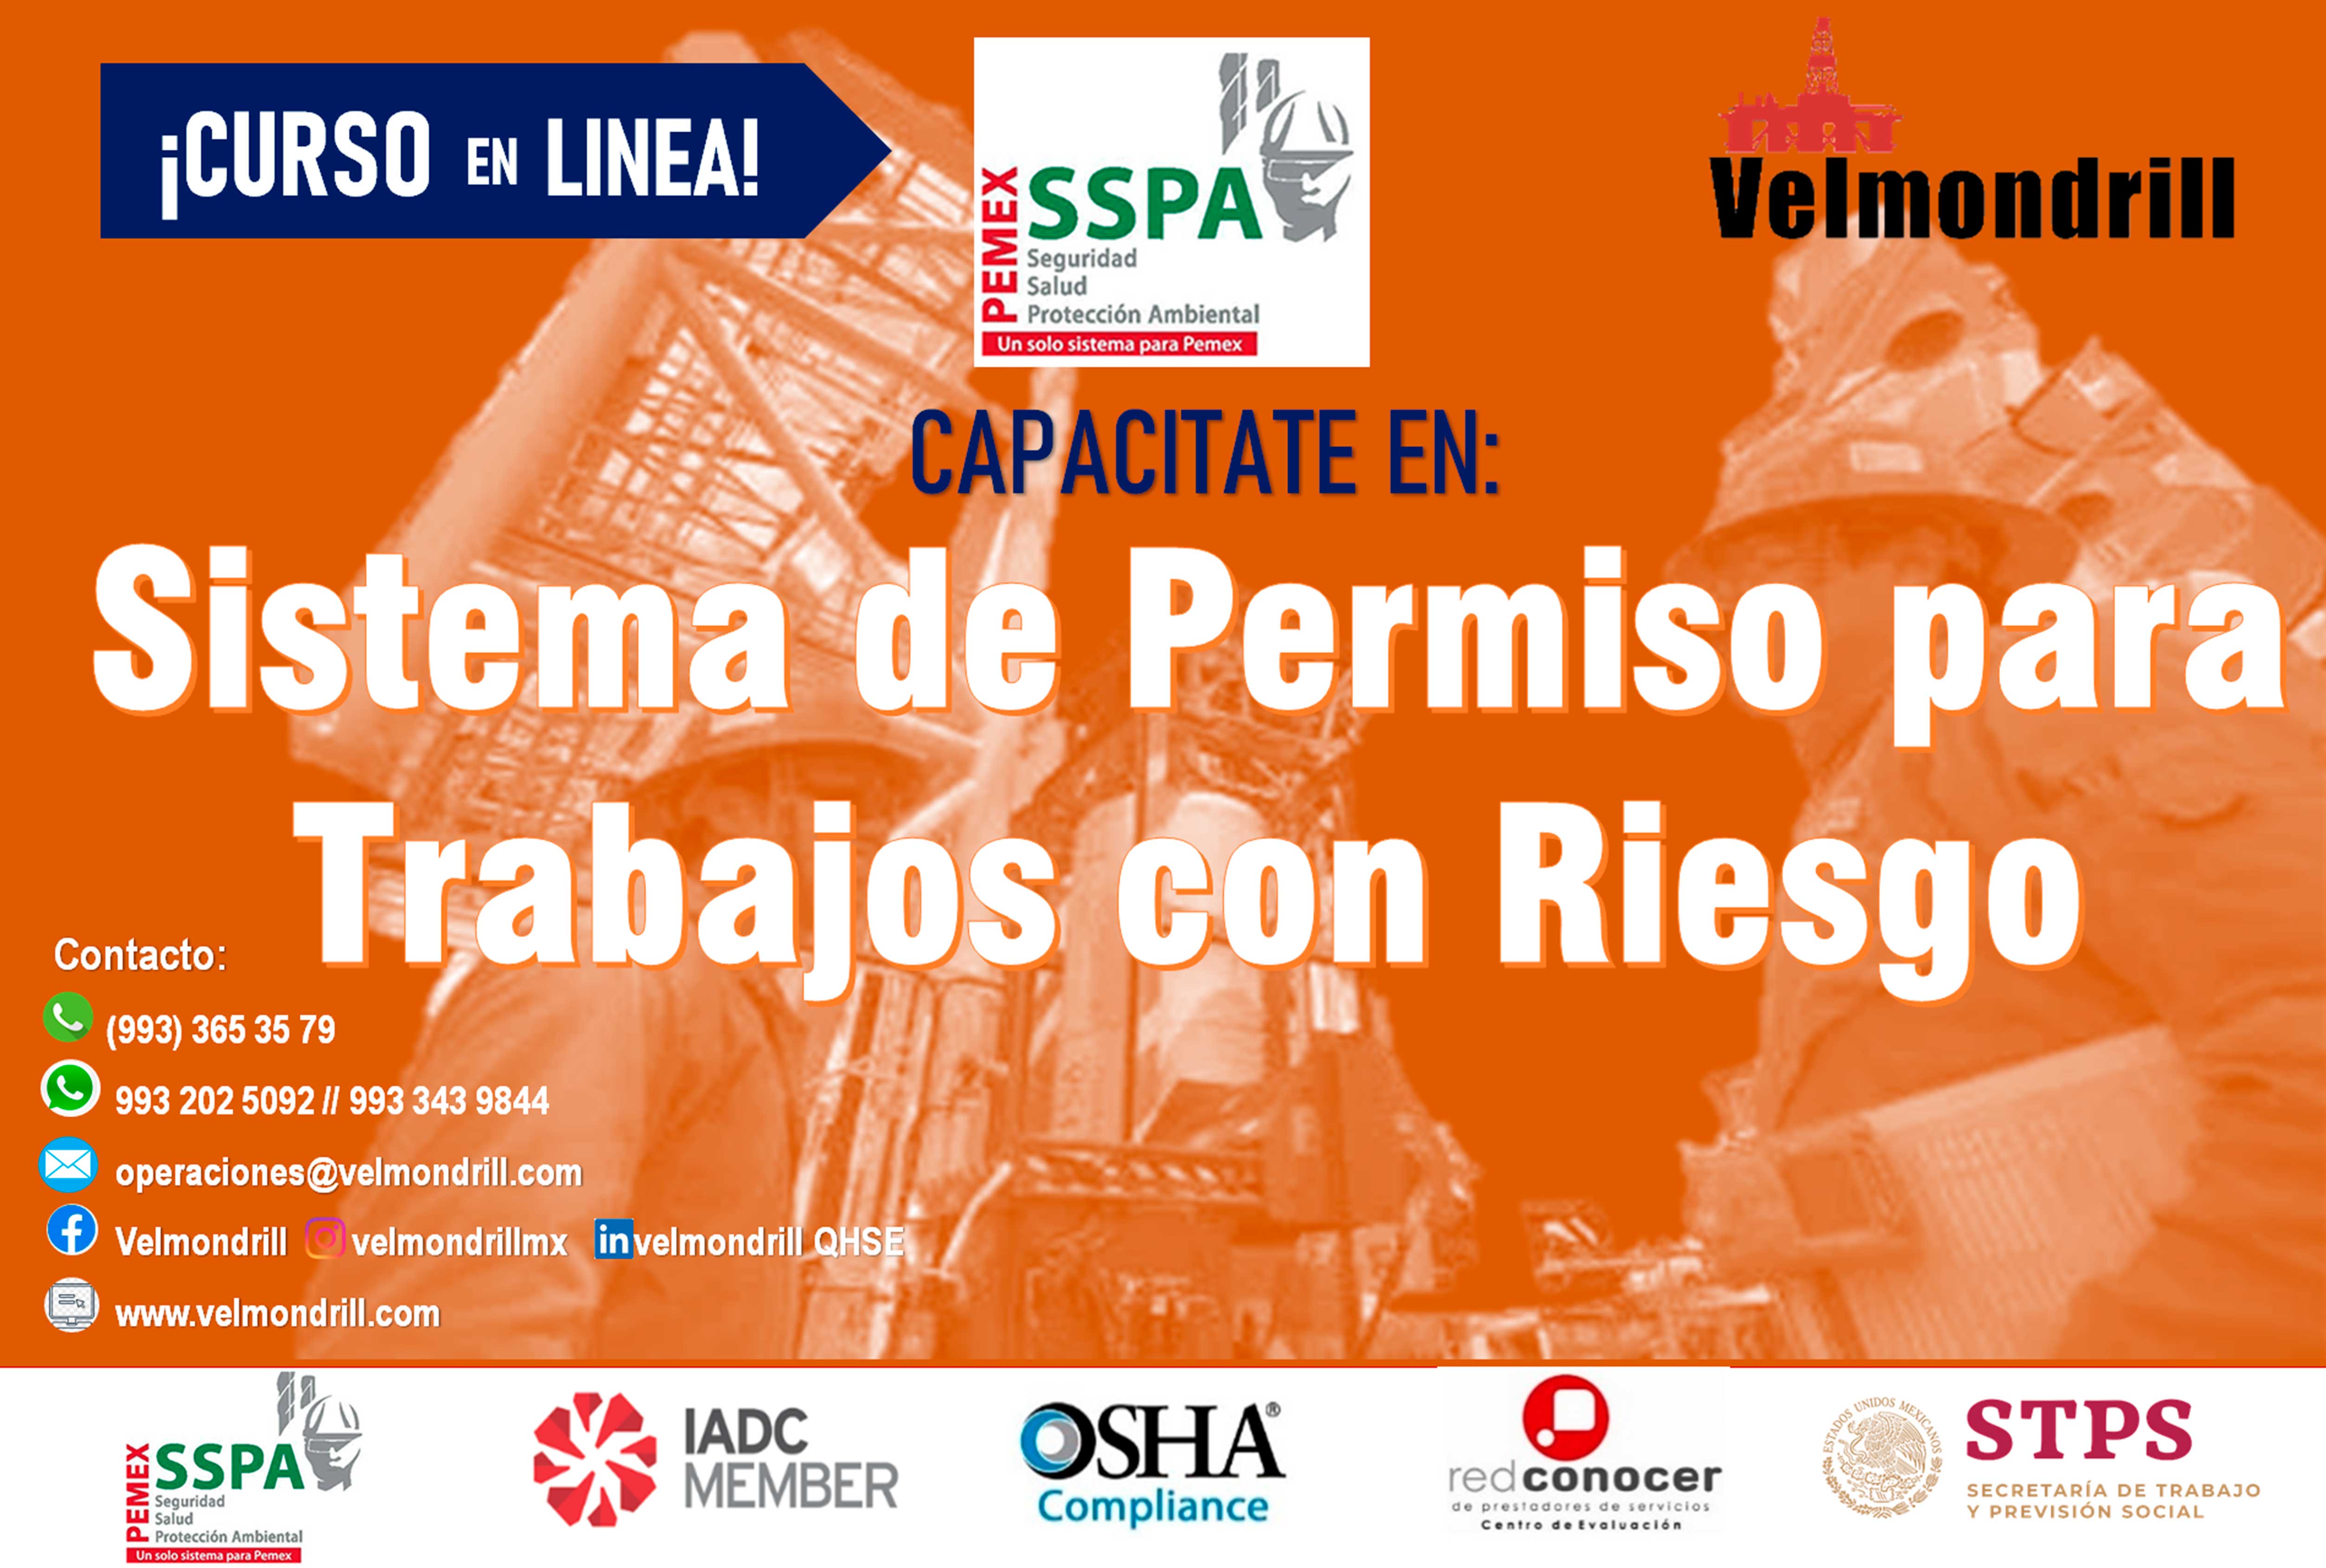 ¡CURSO EN LINEA!
PEMEX
SSPA
Seguridad
Salud
Protección Ambiental
Un solo sistema para Pemex
Velmondrill
CAPACITATE EN:
Sistema de Permiso para
Trabajos con Riesgo
Contacto:
(993) 365 35 79
993 202 5092 // 993 343 9844
operaciones@velmondrill.com
Velmondrill velmondrillmx in velmondrill QHSE
www.velmondrill.com
PEMEX
SSPA
Seguridad
Salud
Protección Ambiental
Un solo sistema para Pemex
IADC
MEMBER
OSHA®
Compliance
redconocer
de prestadores de servicios
Centro de Evaluación
ESTADOS UNIDOS MEXICANOS
STPS
SECRETARÍA DE TRABAJO
Y PREVISIÓN SOCIAL